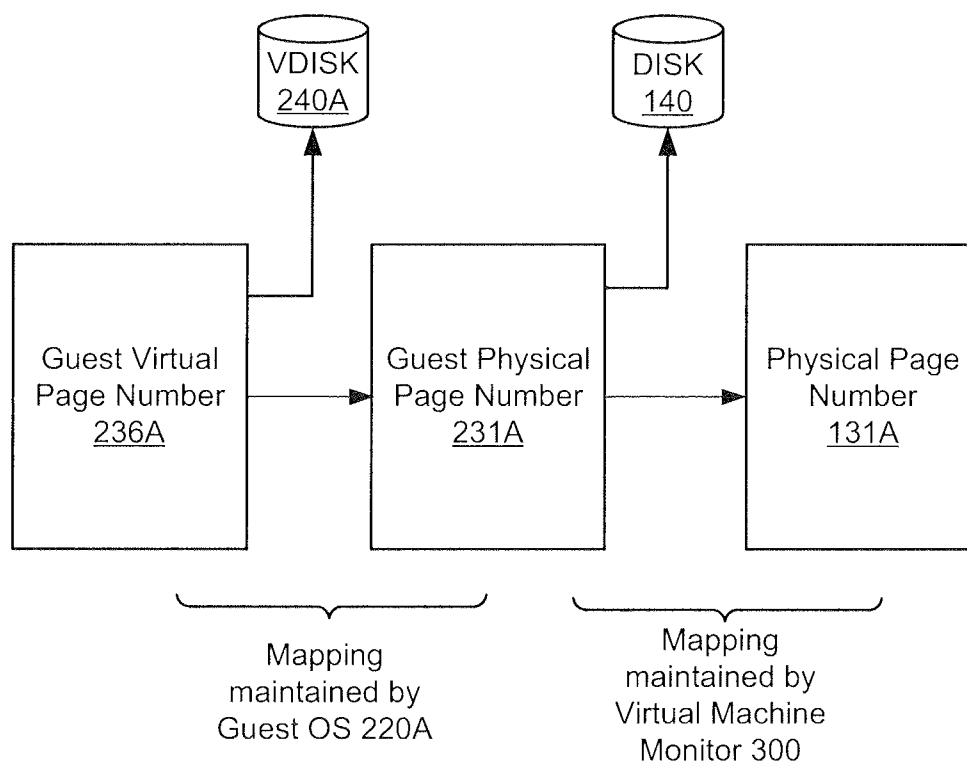 VDISK
240A
DISK
140
Guest Virtual
Page Number
236A
Guest Physical
Page Number
231A
Physical Page
Number
131A
Mapping
maintained by
Guest OS 220A
Mapping
maintained by
Virtual Machine
Monitor 300